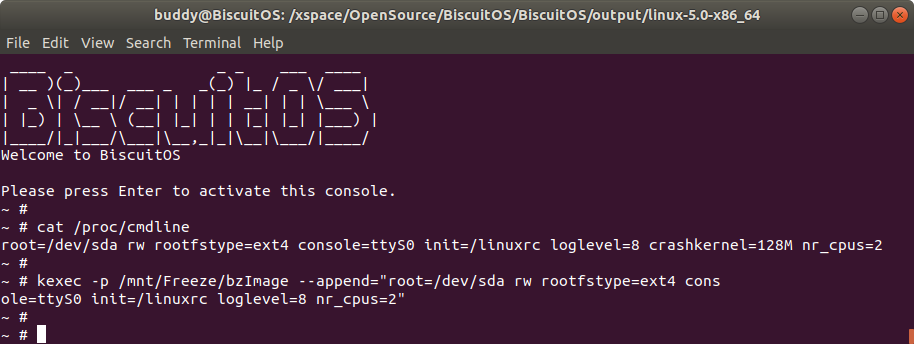 buddy@BiscuitOS: /xspace/OpenSource/BiscuitOS/BiscuitOS/output/linux-5.0-x86_64
File Edit View Search Terminal Help
BiscuitOS
Welcome to BiscuitOS
Please press Enter to activate this console.
~ #
~ # cat /proc/cmdline
root=/dev/sda rw rootfstype=ext4 console=ttyS0 init=/linuxrc loglevel=8 crashkernel=128M nr_cpus=2
~ #
~ # kexec -p /mnt/Freeze/bzImage --append="root=/dev/sda rw rootfstype=ext4 cons
ole=ttyS0 init=/linuxrc loglevel=8 nr_cpus=2"
~ #
~ #